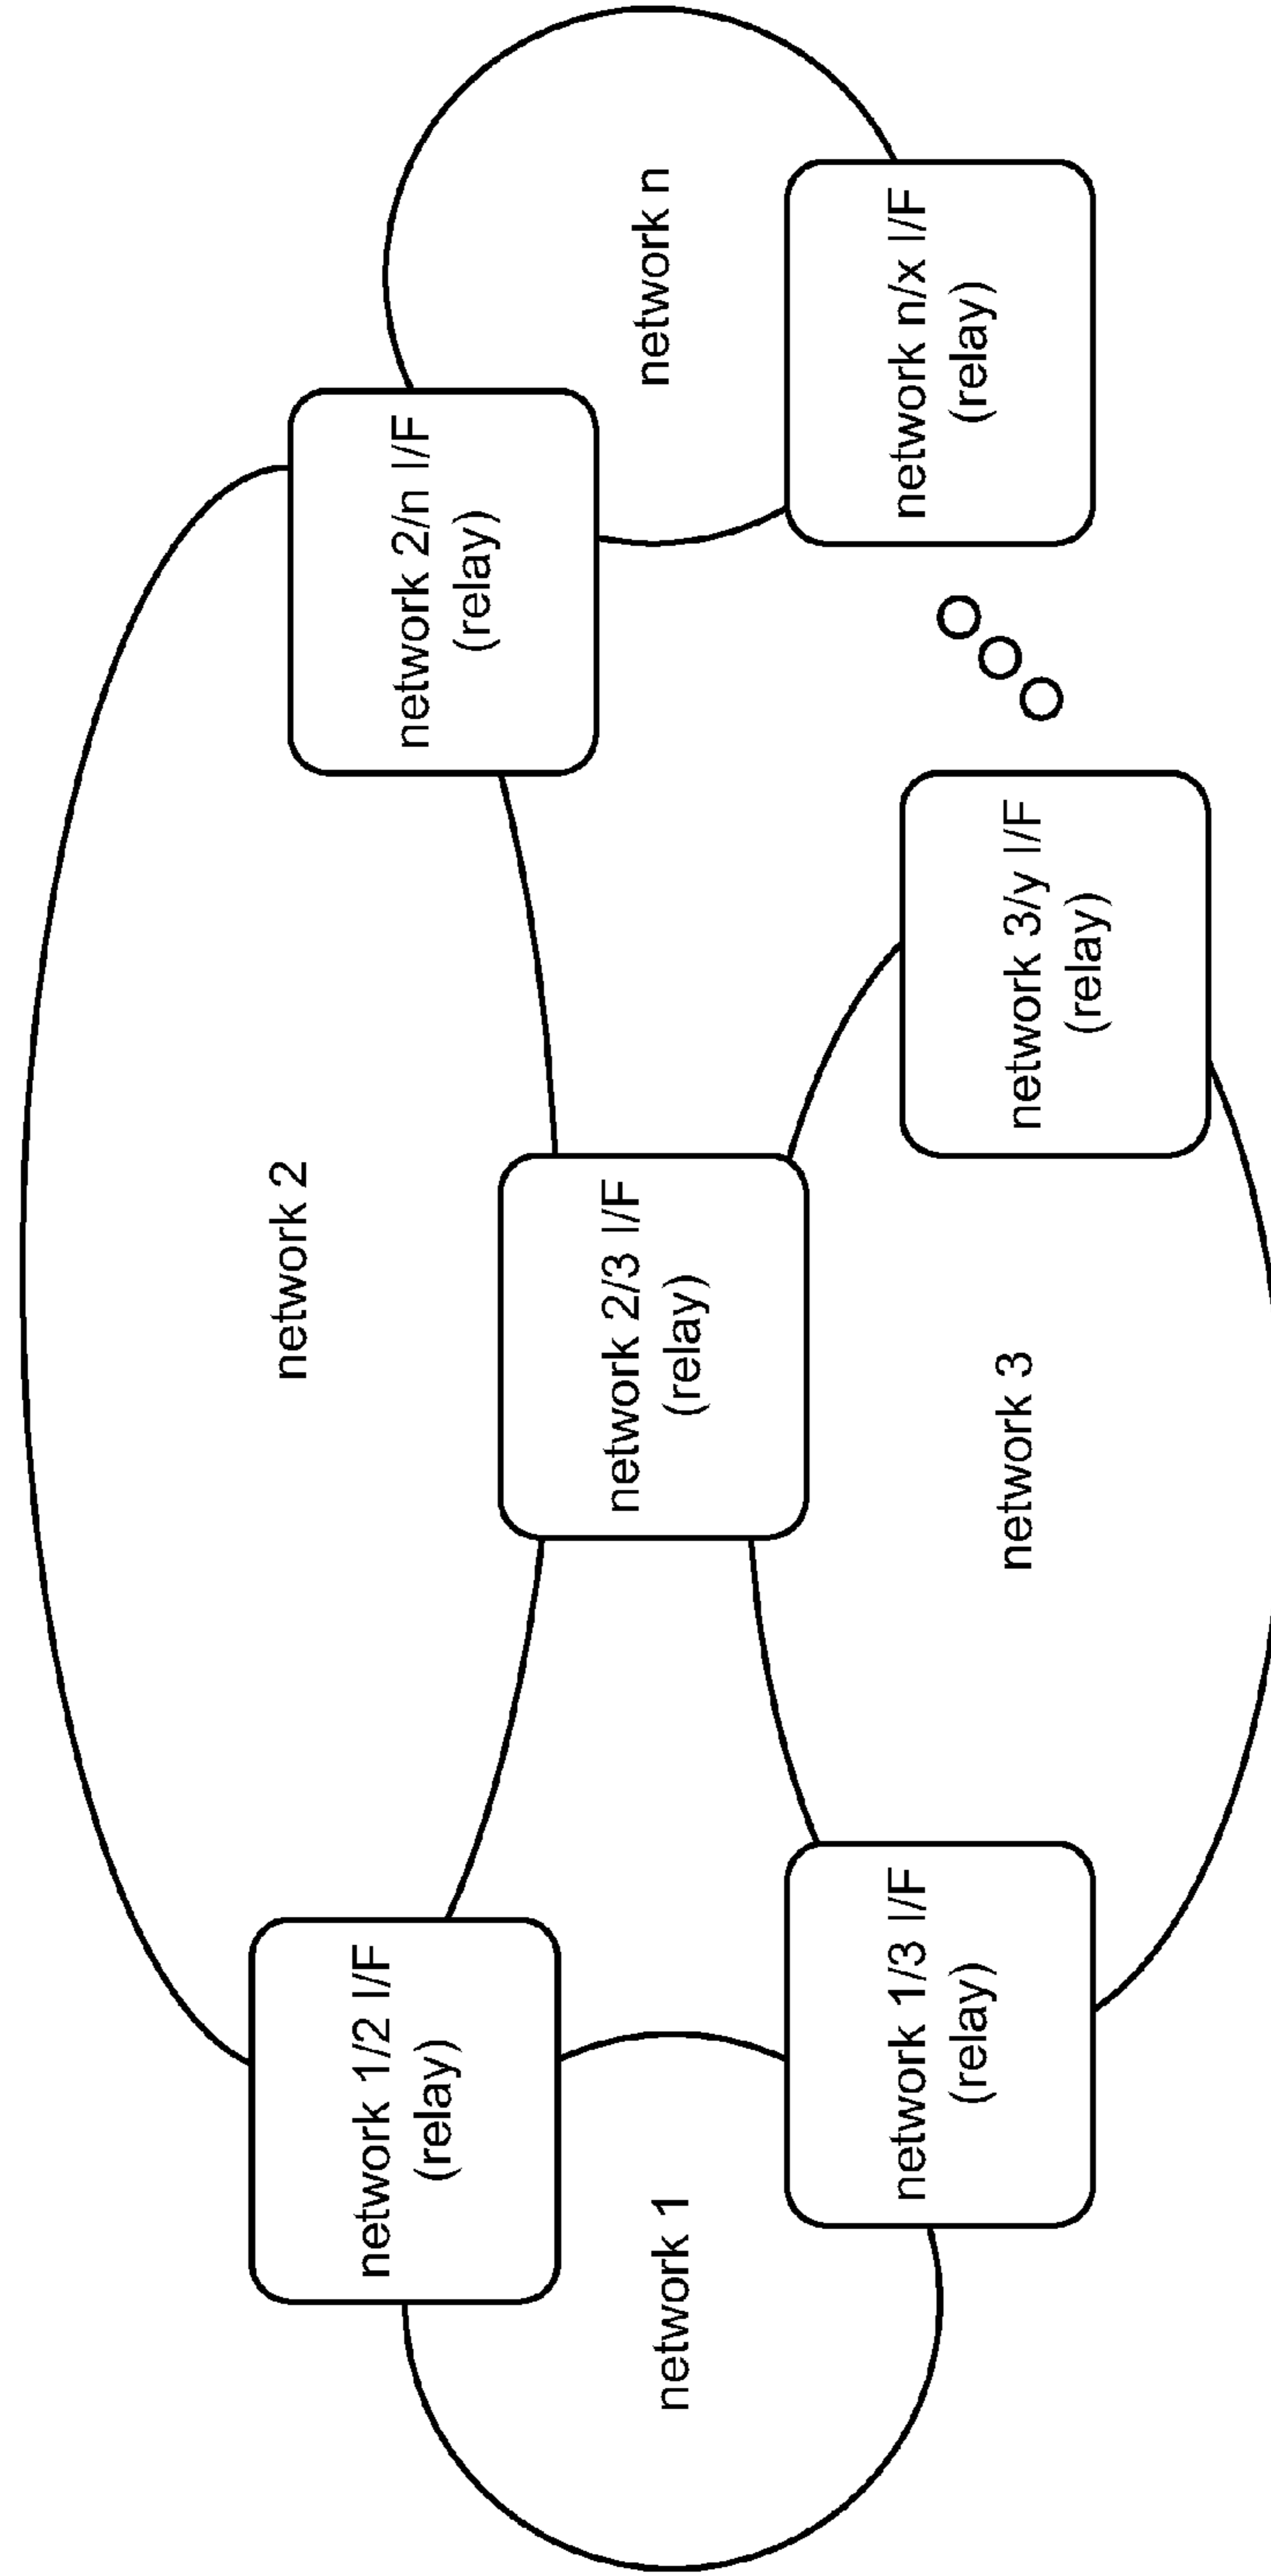 network 2
network 1/2 I/F
(relay)
network 2/n I/F
(relay)
network 2/3 I/F
(relay)
network 1
network n
network 1/3 I/F
(relay)
network n/x I/F
(relay)
network 3
network 3/y I/F
(relay)